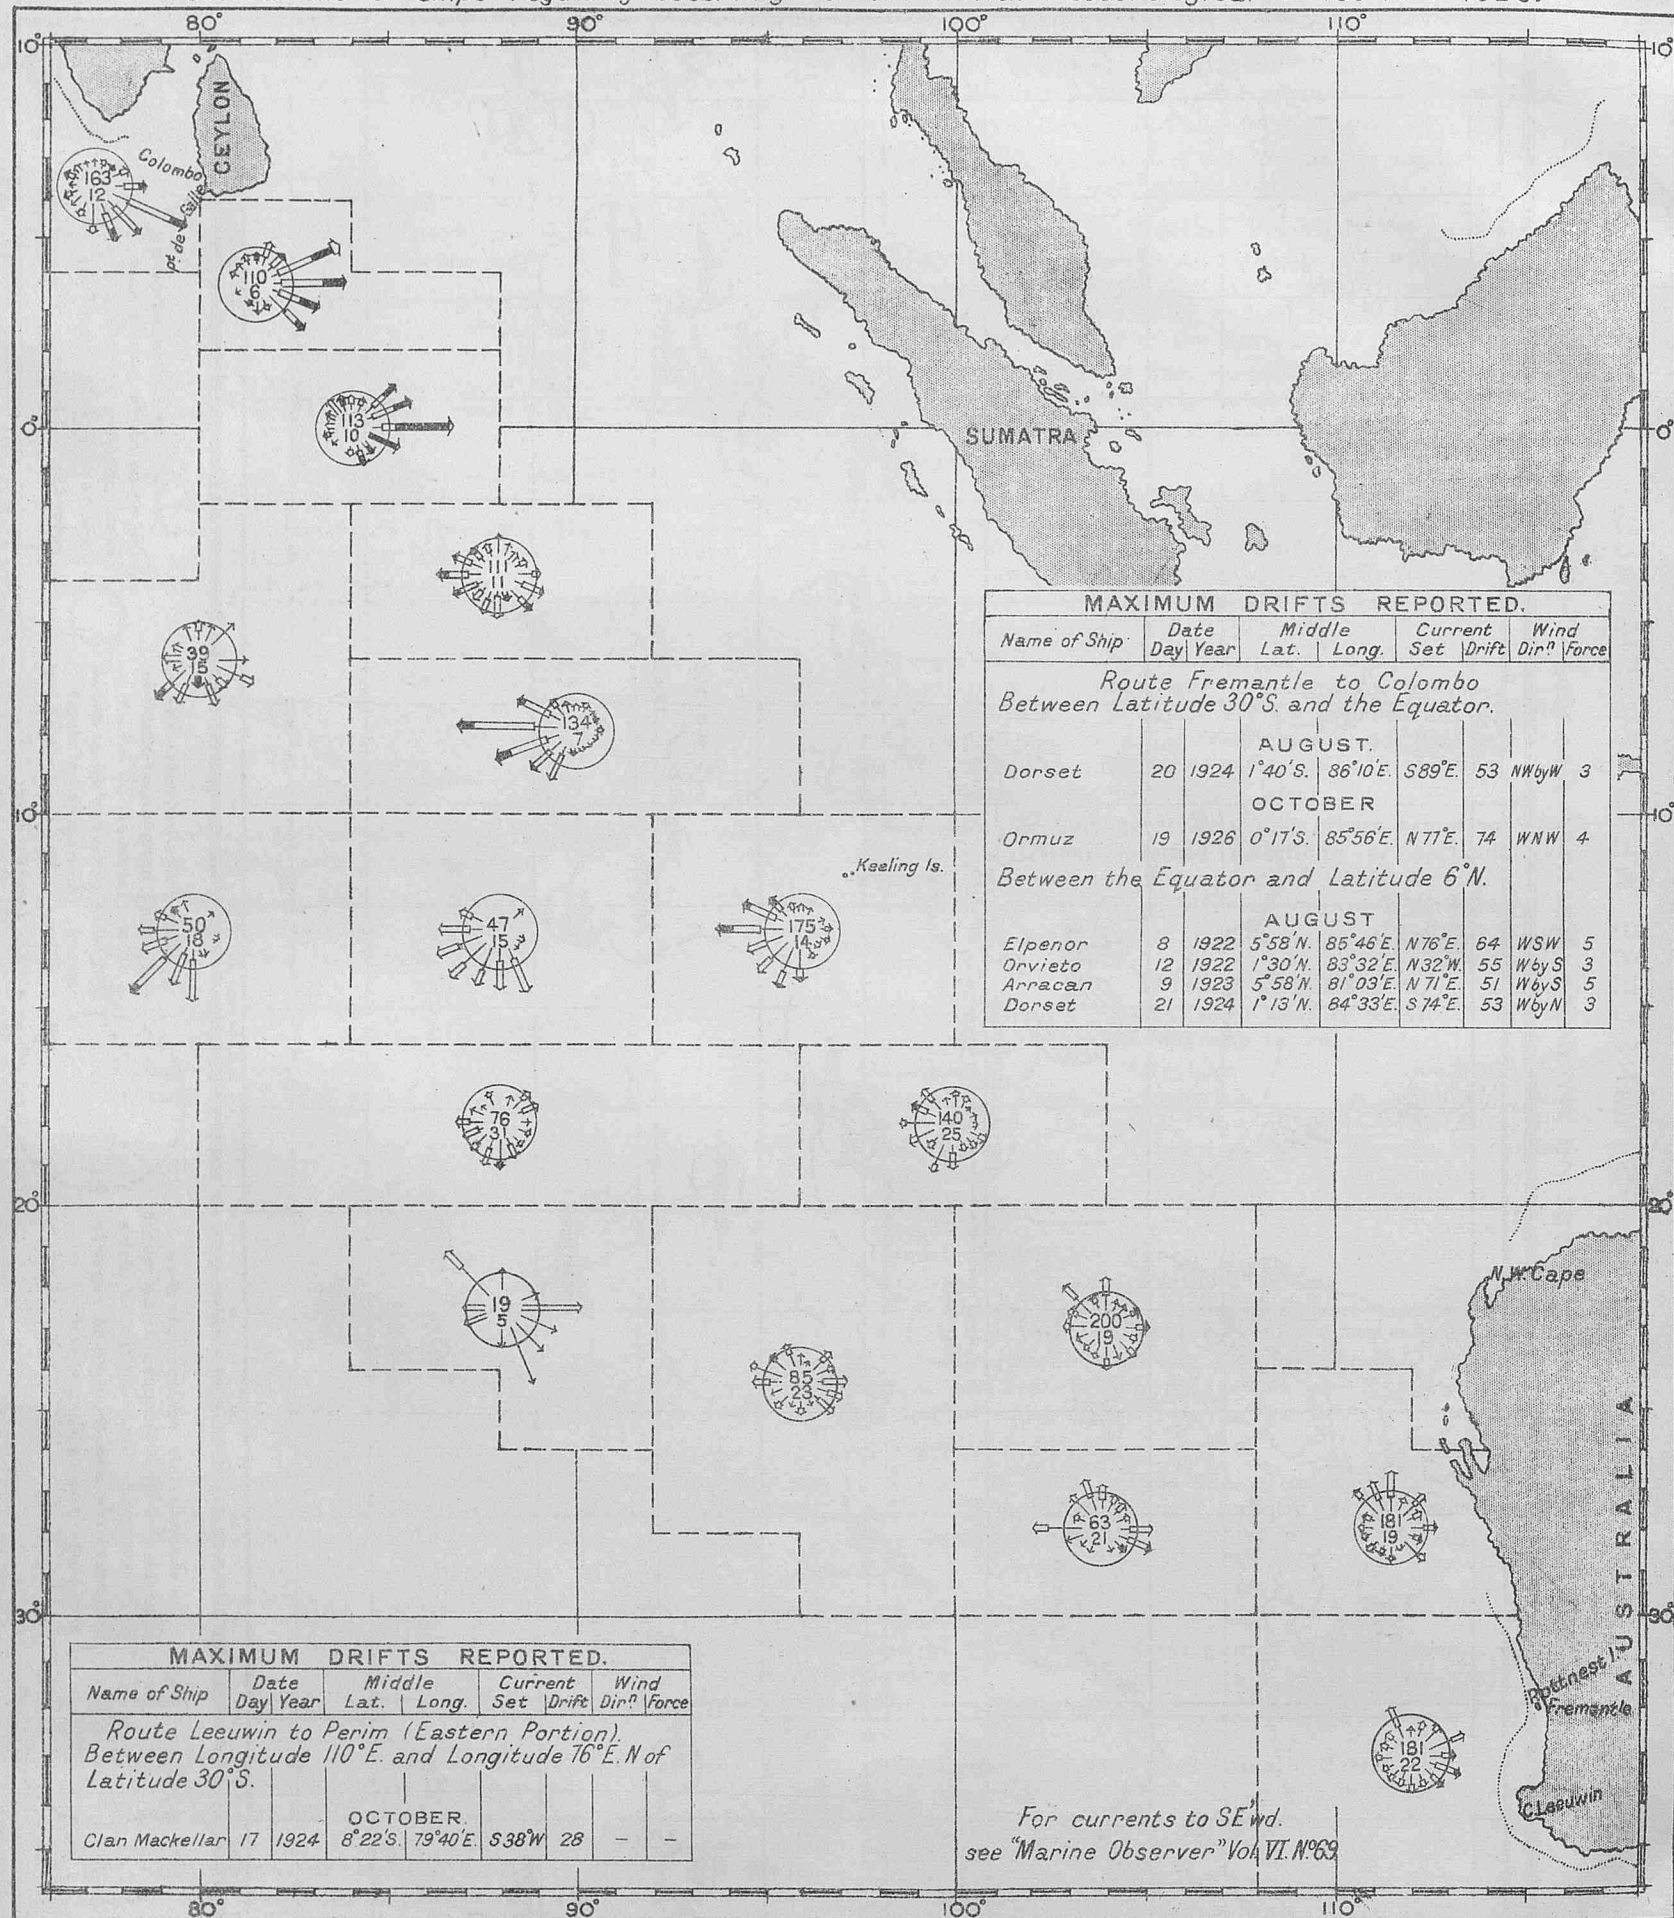 80° 90° 100° 110°
10° 10°
CEYLON
Colombo
pt de Galle
163
12
110
6
113
10
0° 0°
SUMATRA
111
11
39
15
134
7
MAXIMUM DRIFTS REPORTED.
Name of Ship Date Middle Current Wind
Day Year Lat. Long. Set Drift Dirn Force
Route Fremantle to Colombo
Between Latitude 30°S. and the Equator.
AUGUST.
Dorset 20 1924 1°40'S. 86°10'E. S89°E. 53 NWbyW 3
OCTOBER
Ormuz 19 1926 0°17'S. 85°56'E. N77°E. 74 WNW 4
Between the Equator and Latitude 6°N.
AUGUST
Elpenor 8 1922 5°58'N. 85°46'E. N76°E. 64 WSW 5
Orvieto 12 1922 1°30'N. 83°32'E. N32°W. 55 WbyS 3
Arracan 9 1923 5°58'N. 81°03'E. N71°E. 51 WbyS 5
Dorset 21 1924 1°13'N. 84°33'E. S74°E. 53 WbyN 3
10° 10°
Keeling Is.
50
18
47
15
175
14
76
31
140
25
20° 20°
N.W. Cape
19
5
200
19
85
23
63
21
181
19
AUSTRALIA
30° 30°
Rottnest I.
Fremantle
181
22
C. Leeuwin
MAXIMUM DRIFTS REPORTED.
Name of Ship Date Middle Current Wind
Day Year Lat. Long. Set Drift Dirn Force
Route Leeuwin to Perim (Eastern Portion).
Between Longitude 110°E. and Longitude 76°E. N of
Latitude 30°S.
OCTOBER.
Clan Mackellar 17 1924 8°22'S. 79°40'E. S38°W 28 – –
For currents to SE'wd.
see "Marine Observer" Vol. VI. No 69
80° 90° 100° 110°